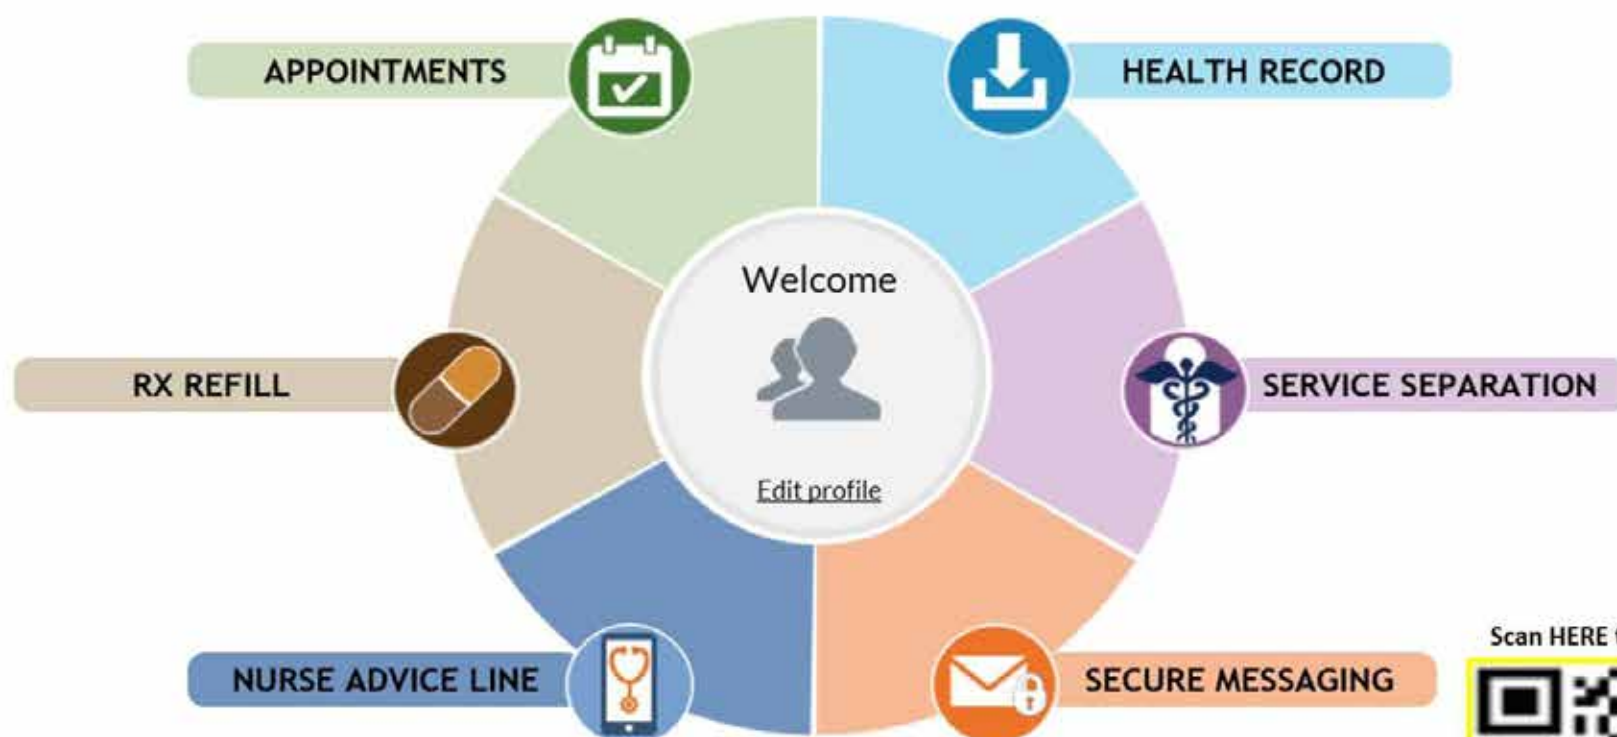 APPOINTMENTS
HEALTH RECORD
Welcome
RX REFILL
SERVICE SEPARATION
Edit profile
Scan HERE
NURSE ADVICE LINE
SECURE MESSAGING